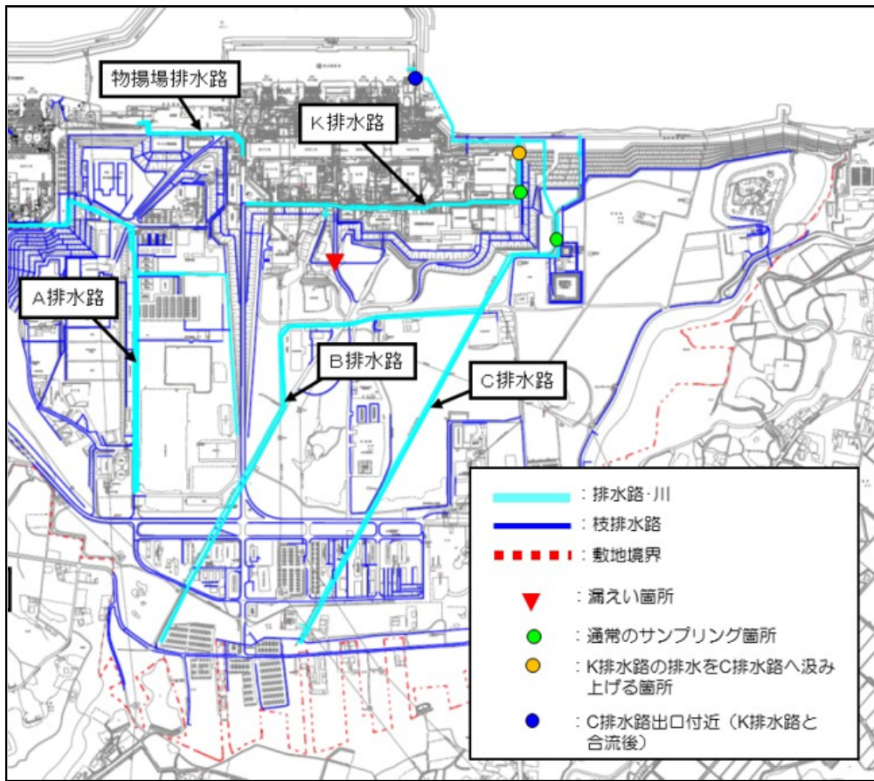 物揚場排水路
K排水路
A排水路
B排水路
C排水路
：排水路・川
：枝排水路
：敷地境界
：漏えい箇所
：通常のサンプリング箇所
：K排水路の排水をC排水路へ汲み
上げる箇所
：C排水路出口付近（K排水路と
合流後）